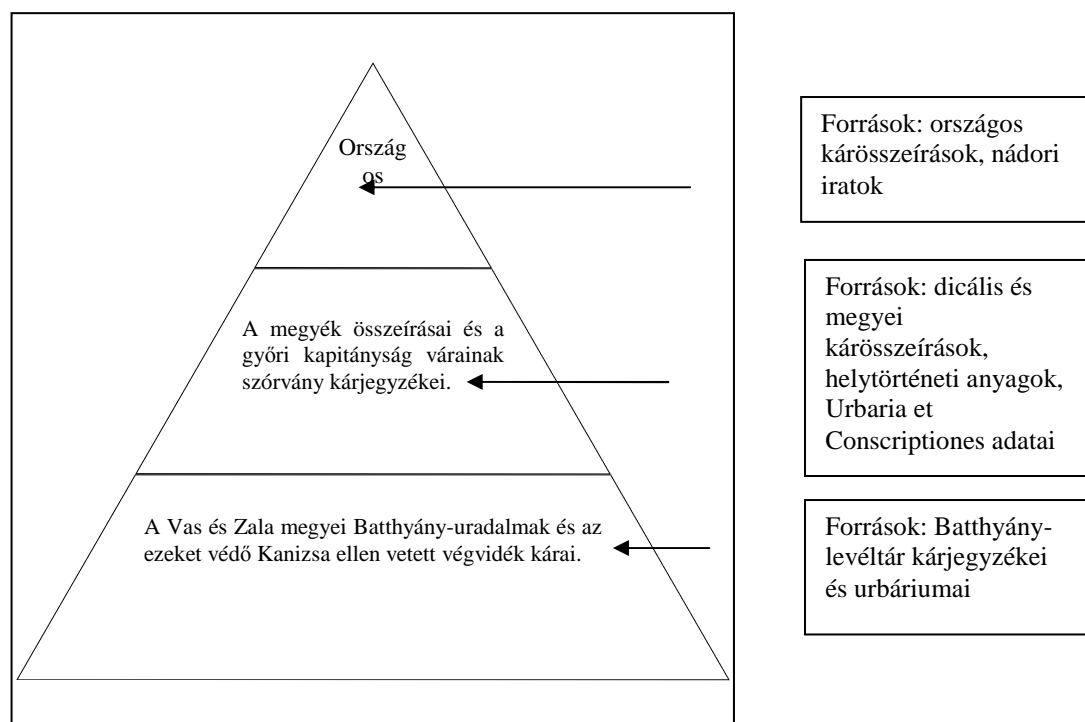 Ország
os
Források: országos
kárösszeírások, nádori
iratok
A megyék összeírásai és a
győri kapitányság várainak
szórvány kárjegyzékei.
Források: dicális és
megyei
kárösszeírások,
helytörténeti anyagok,
Urbaria et
Conscriptiones adatai
A Vas és Zala megyei Batthyány-uradalmak és az
ezeket védő Kanizsa ellen vetett végvidék kárai.
Források: Batthyány-
levéltár kárjegyzékei
és urbáriumai